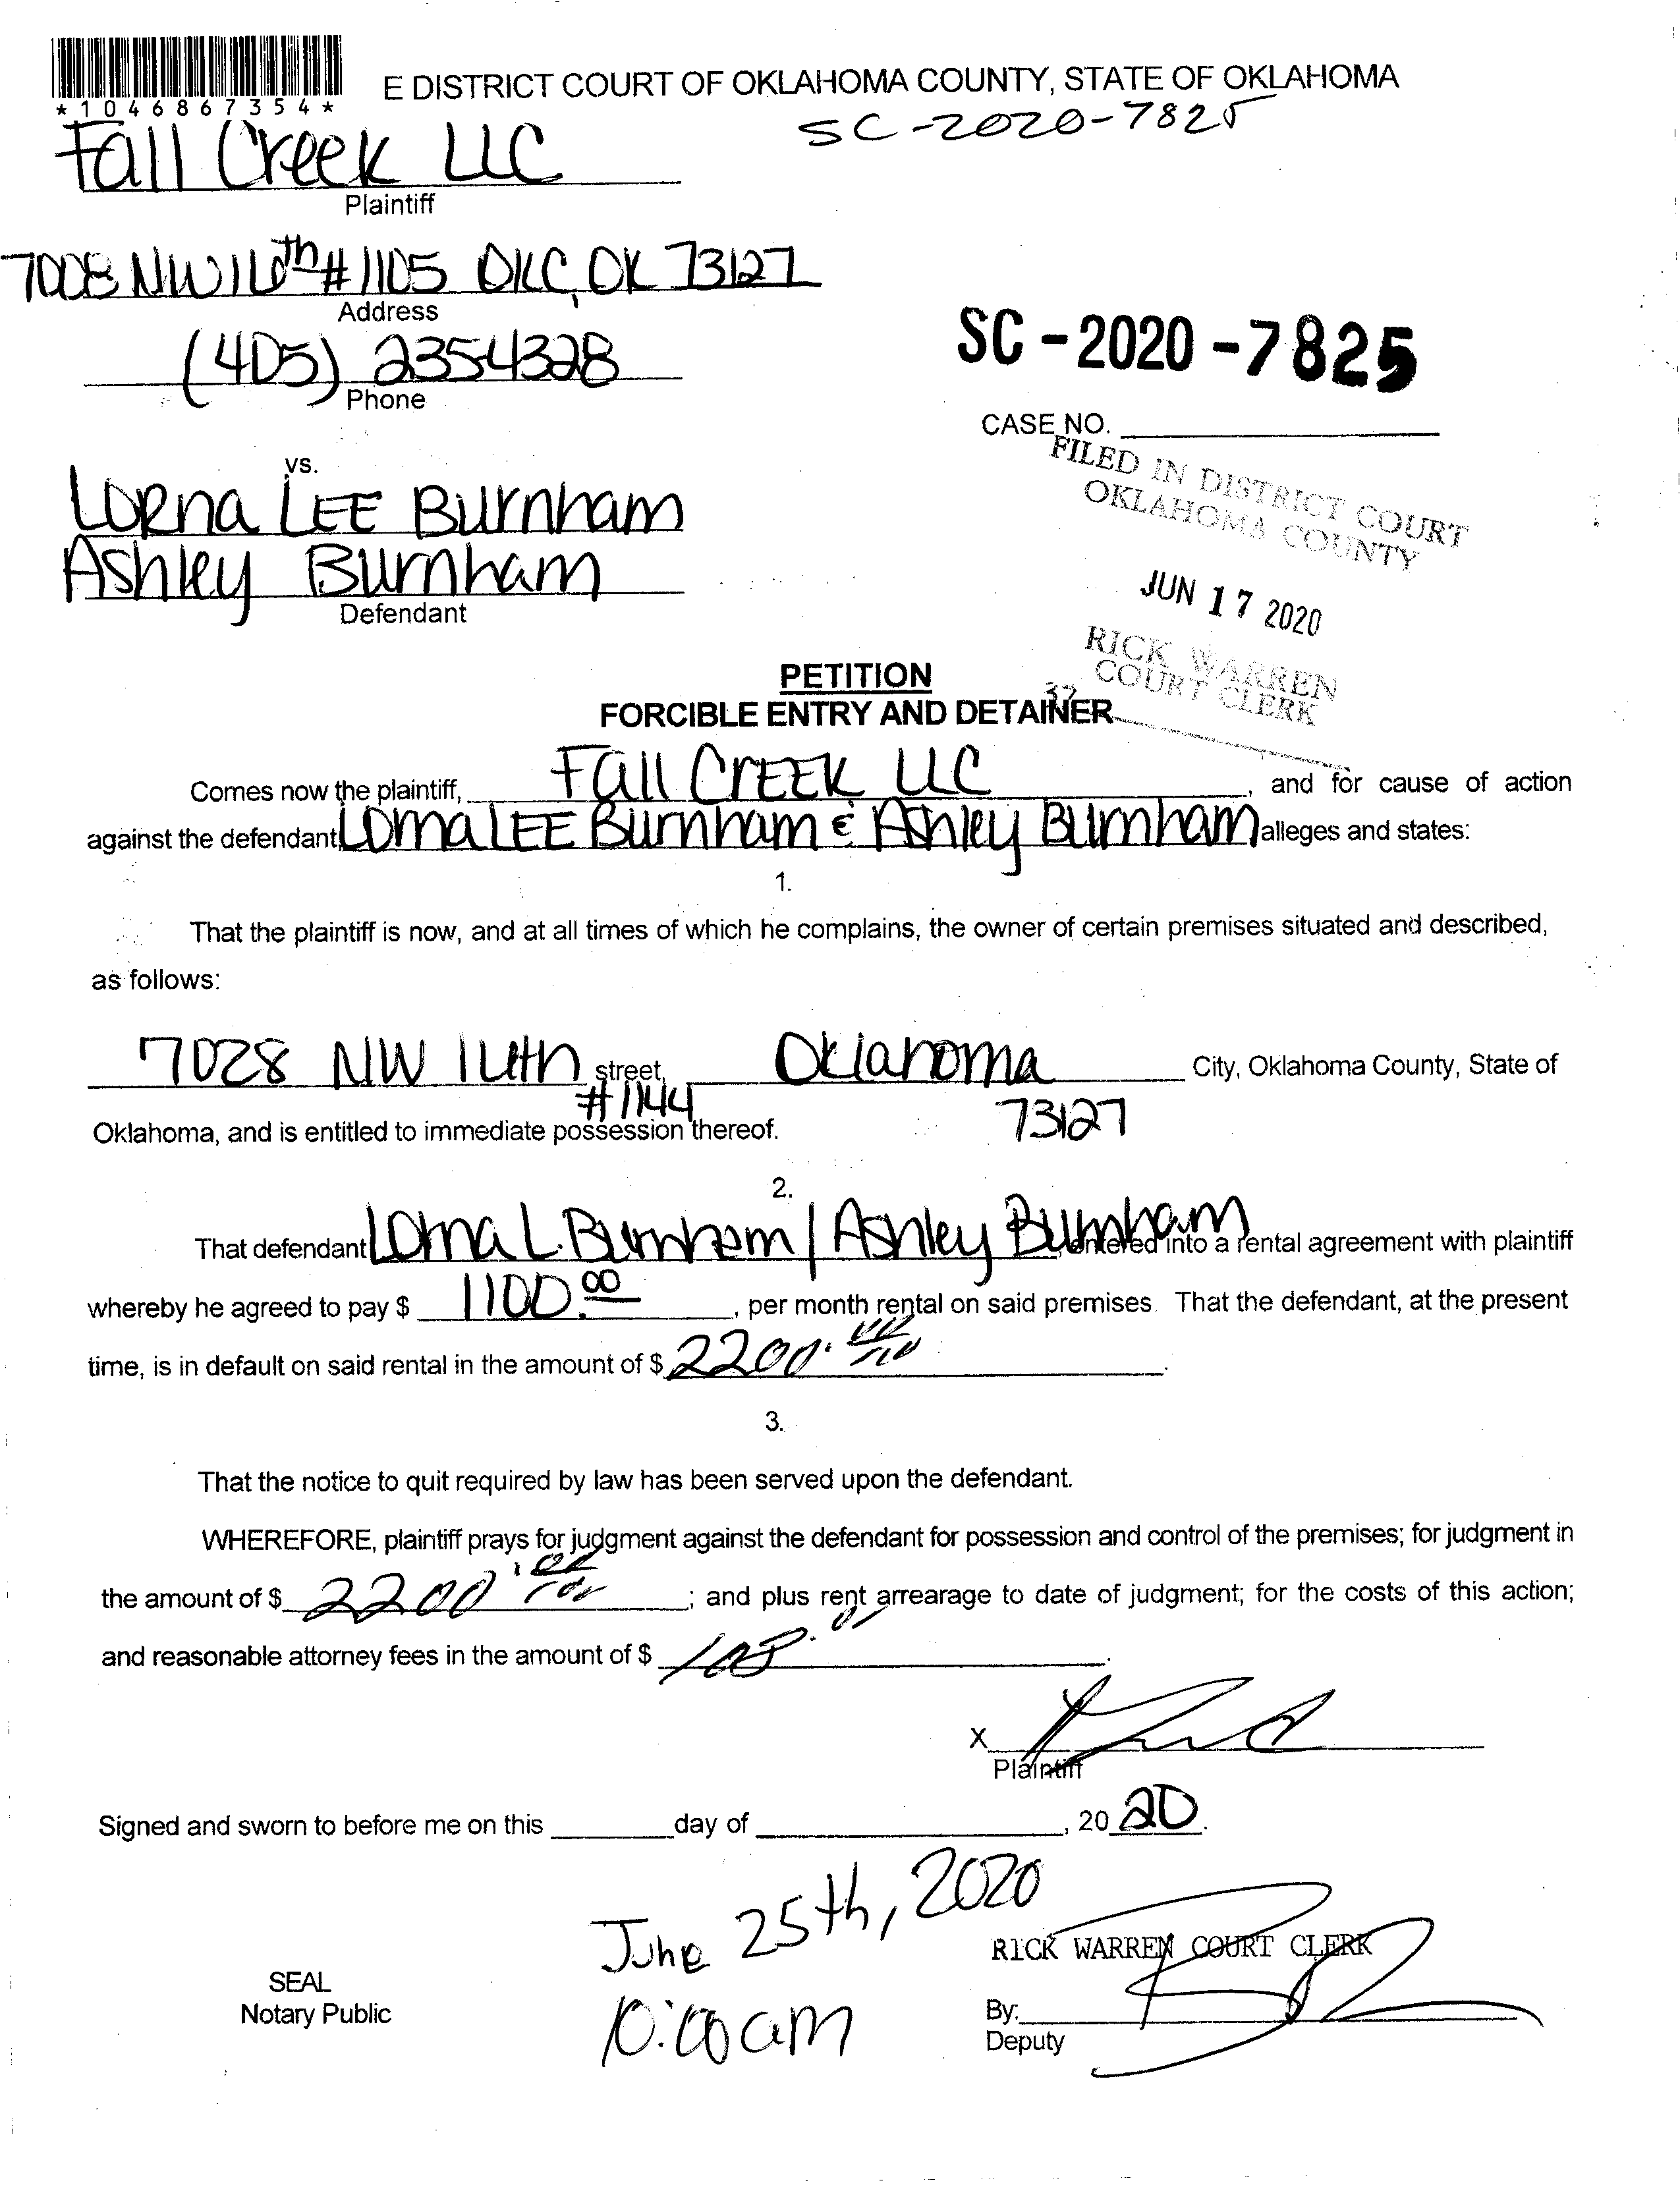 *1046867354*
E DISTRICT COURT OF OKLAHOMA COUNTY, STATE OF OKLAHOMA
SC-2020-7825
Fall Creek LLC
Plaintiff
7008 NW 16th #1105 OKC, OK 73127
Address
(405) 2354328
Phone
SC-2020-7825
CASE NO.
FILED IN DISTRICT COURT
OKLAHOMA COUNTY
JUN 17 2020
RICK WARREN
COURT CLERK
37
vs.
Lorna LEE Burnham
Ashley Burnham
Defendant
PETITION
FORCIBLE ENTRY AND DETAINER
Comes now the plaintiff, Fall CrEEK LLC, and for cause of action
against the defendant, Lorna LEE Burnham & Ashley Burnham alleges and states:
1.
That the plaintiff is now, and at all times of which he complains, the owner of certain premises situated and described,
as follows:
7028 NW 16th street, Oklahoma City, Oklahoma County, State of
#1144 73127
Oklahoma, and is entitled to immediate possession thereof.
2.
That defendant Lorna L. Burnham / Ashley Burnham, entered into a rental agreement with plaintiff
whereby he agreed to pay $ 1100.00, per month rental on said premises. That the defendant, at the present
time, is in default on said rental in the amount of $ 2200.
3.
That the notice to quit required by law has been served upon the defendant.
WHEREFORE, plaintiff prays for judgment against the defendant for possession and control of the premises; for judgment in
the amount of $ 2200; and plus rent arrearage to date of judgment; for the costs of this action;
and reasonable attorney fees in the amount of $
X
Plaintiff
Signed and sworn to before me on this day of , 20 20.
June 25th, 2020
10:00 am
RICK WARREN COURT CLERK
SEAL
Notary Public
By:
Deputy